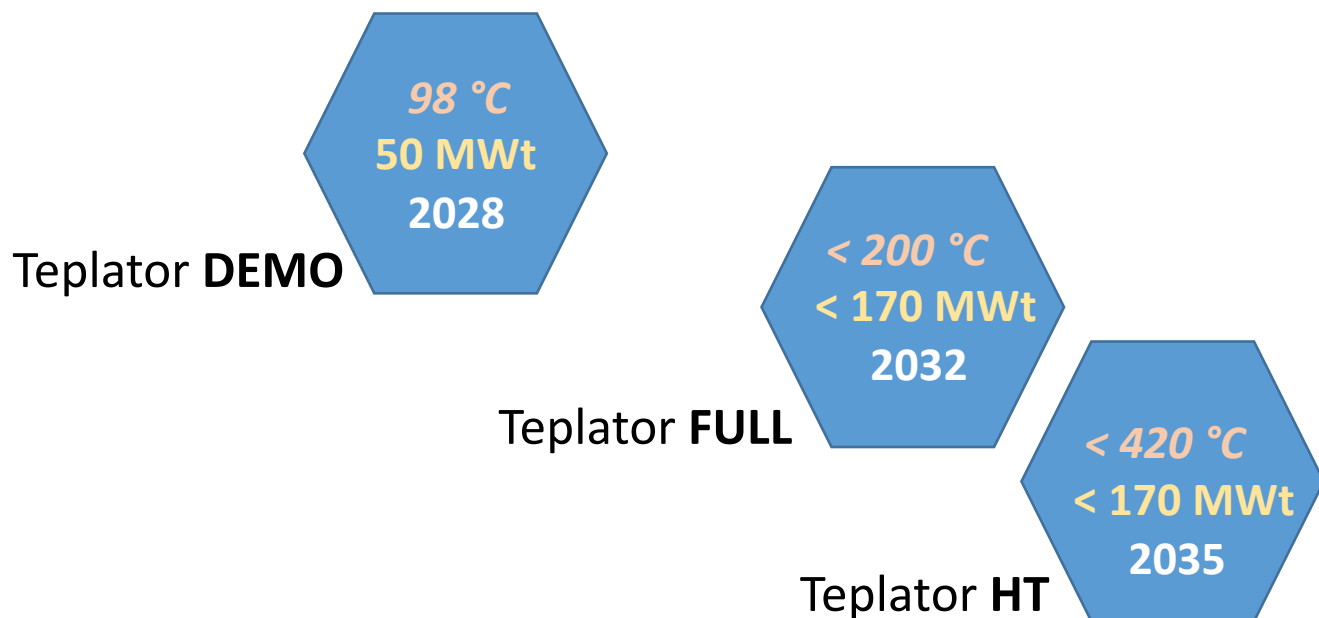 98 °C
50 MWt
2028
Teplator DEMO
< 200 °C
< 170 MWt
2032
Teplator FULL
< 420 °C
< 170 MWt
2035
Teplator HT